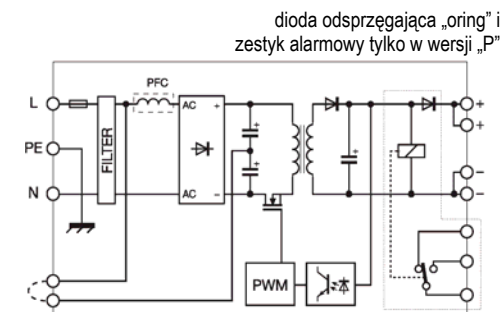 dioda odsprzęgająca „oring” i
zestyk alarmowy tylko w wersji „P”
PFC
L
AC +
+
+
PE
FILTER
+
+
+
N
AC −
−
−
PWM